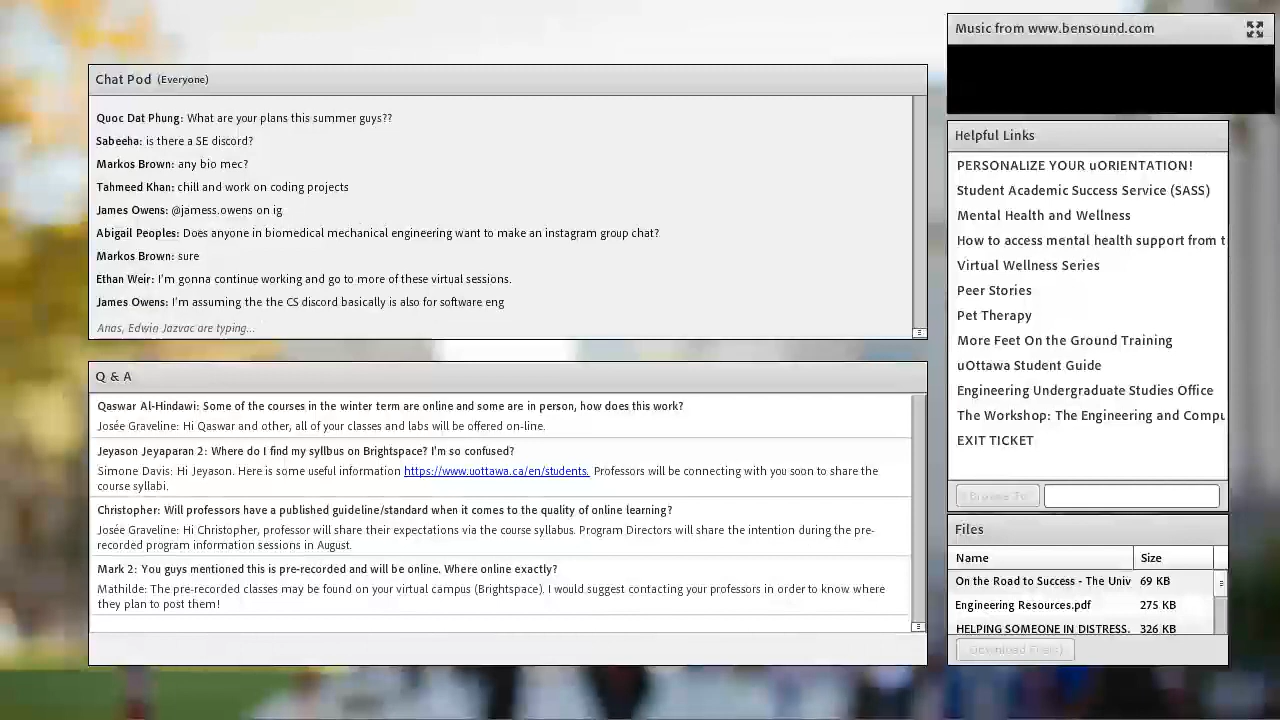 Music from www.bensound.com
Chat Pod (Everyone)
Quoc Dat Phung: What are your plans this summer guys??
Sabeeha: is there a SE discord?
Markos Brown: any bio mec?
Tahmeed Khan: chill and work on coding projects
James Owens: @jamess.owens on ig
Abigail Peoples: Does anyone in biomedical mechanical engineering want to make an instagram group chat?
Markos Brown: sure
Ethan Weir: I'm gonna continue working and go to more of these virtual sessions.
James Owens: I'm assuming the the CS discord basically is also for software eng
Anas, Edwin Jazvac are typing...
Q & A
Qaswar Al-Hindawi: Some of the courses in the winter term are online and some are in person, how does this work?
Josée Graveline: Hi Qaswar and other, all of your classes and labs will be offered on-line.
Jeyason Jeyaparan 2: Where do I find my syllbus on Brightspace? I'm so confused?
Simone Davis: Hi Jeyason. Here is some useful information https://www.uottawa.ca/en/students. Professors will be connecting with you soon to share the
course syllabi.
Christopher: Will professors have a published guideline/standard when it comes to the quality of online learning?
Josée Graveline: Hi Christopher, professor will share their expectations via the course syllabus. Program Directors will share the intention during the pre-
recorded program information sessions in August.
Mark 2: You guys mentioned this is pre-recorded and will be online. Where online exactly?
Mathilde: The pre-recorded classes may be found on your virtual campus (Brightspace). I would suggest contacting your professors in order to know where
they plan to post them!
Helpful Links
PERSONALIZE YOUR uORIENTATION!
Student Academic Success Service (SASS)
Mental Health and Wellness
How to access mental health support from t
Virtual Wellness Series
Peer Stories
Pet Therapy
More Feet On the Ground Training
uOttawa Student Guide
Engineering Undergraduate Studies Office
The Workshop: The Engineering and Compu
EXIT TICKET
Browse To
Files
Name Size
On the Road to Success - The Univ 69 KB
Engineering Resources.pdf 275 KB
HELPING SOMEONE IN DISTRESS. 326 KB
Download File(s)